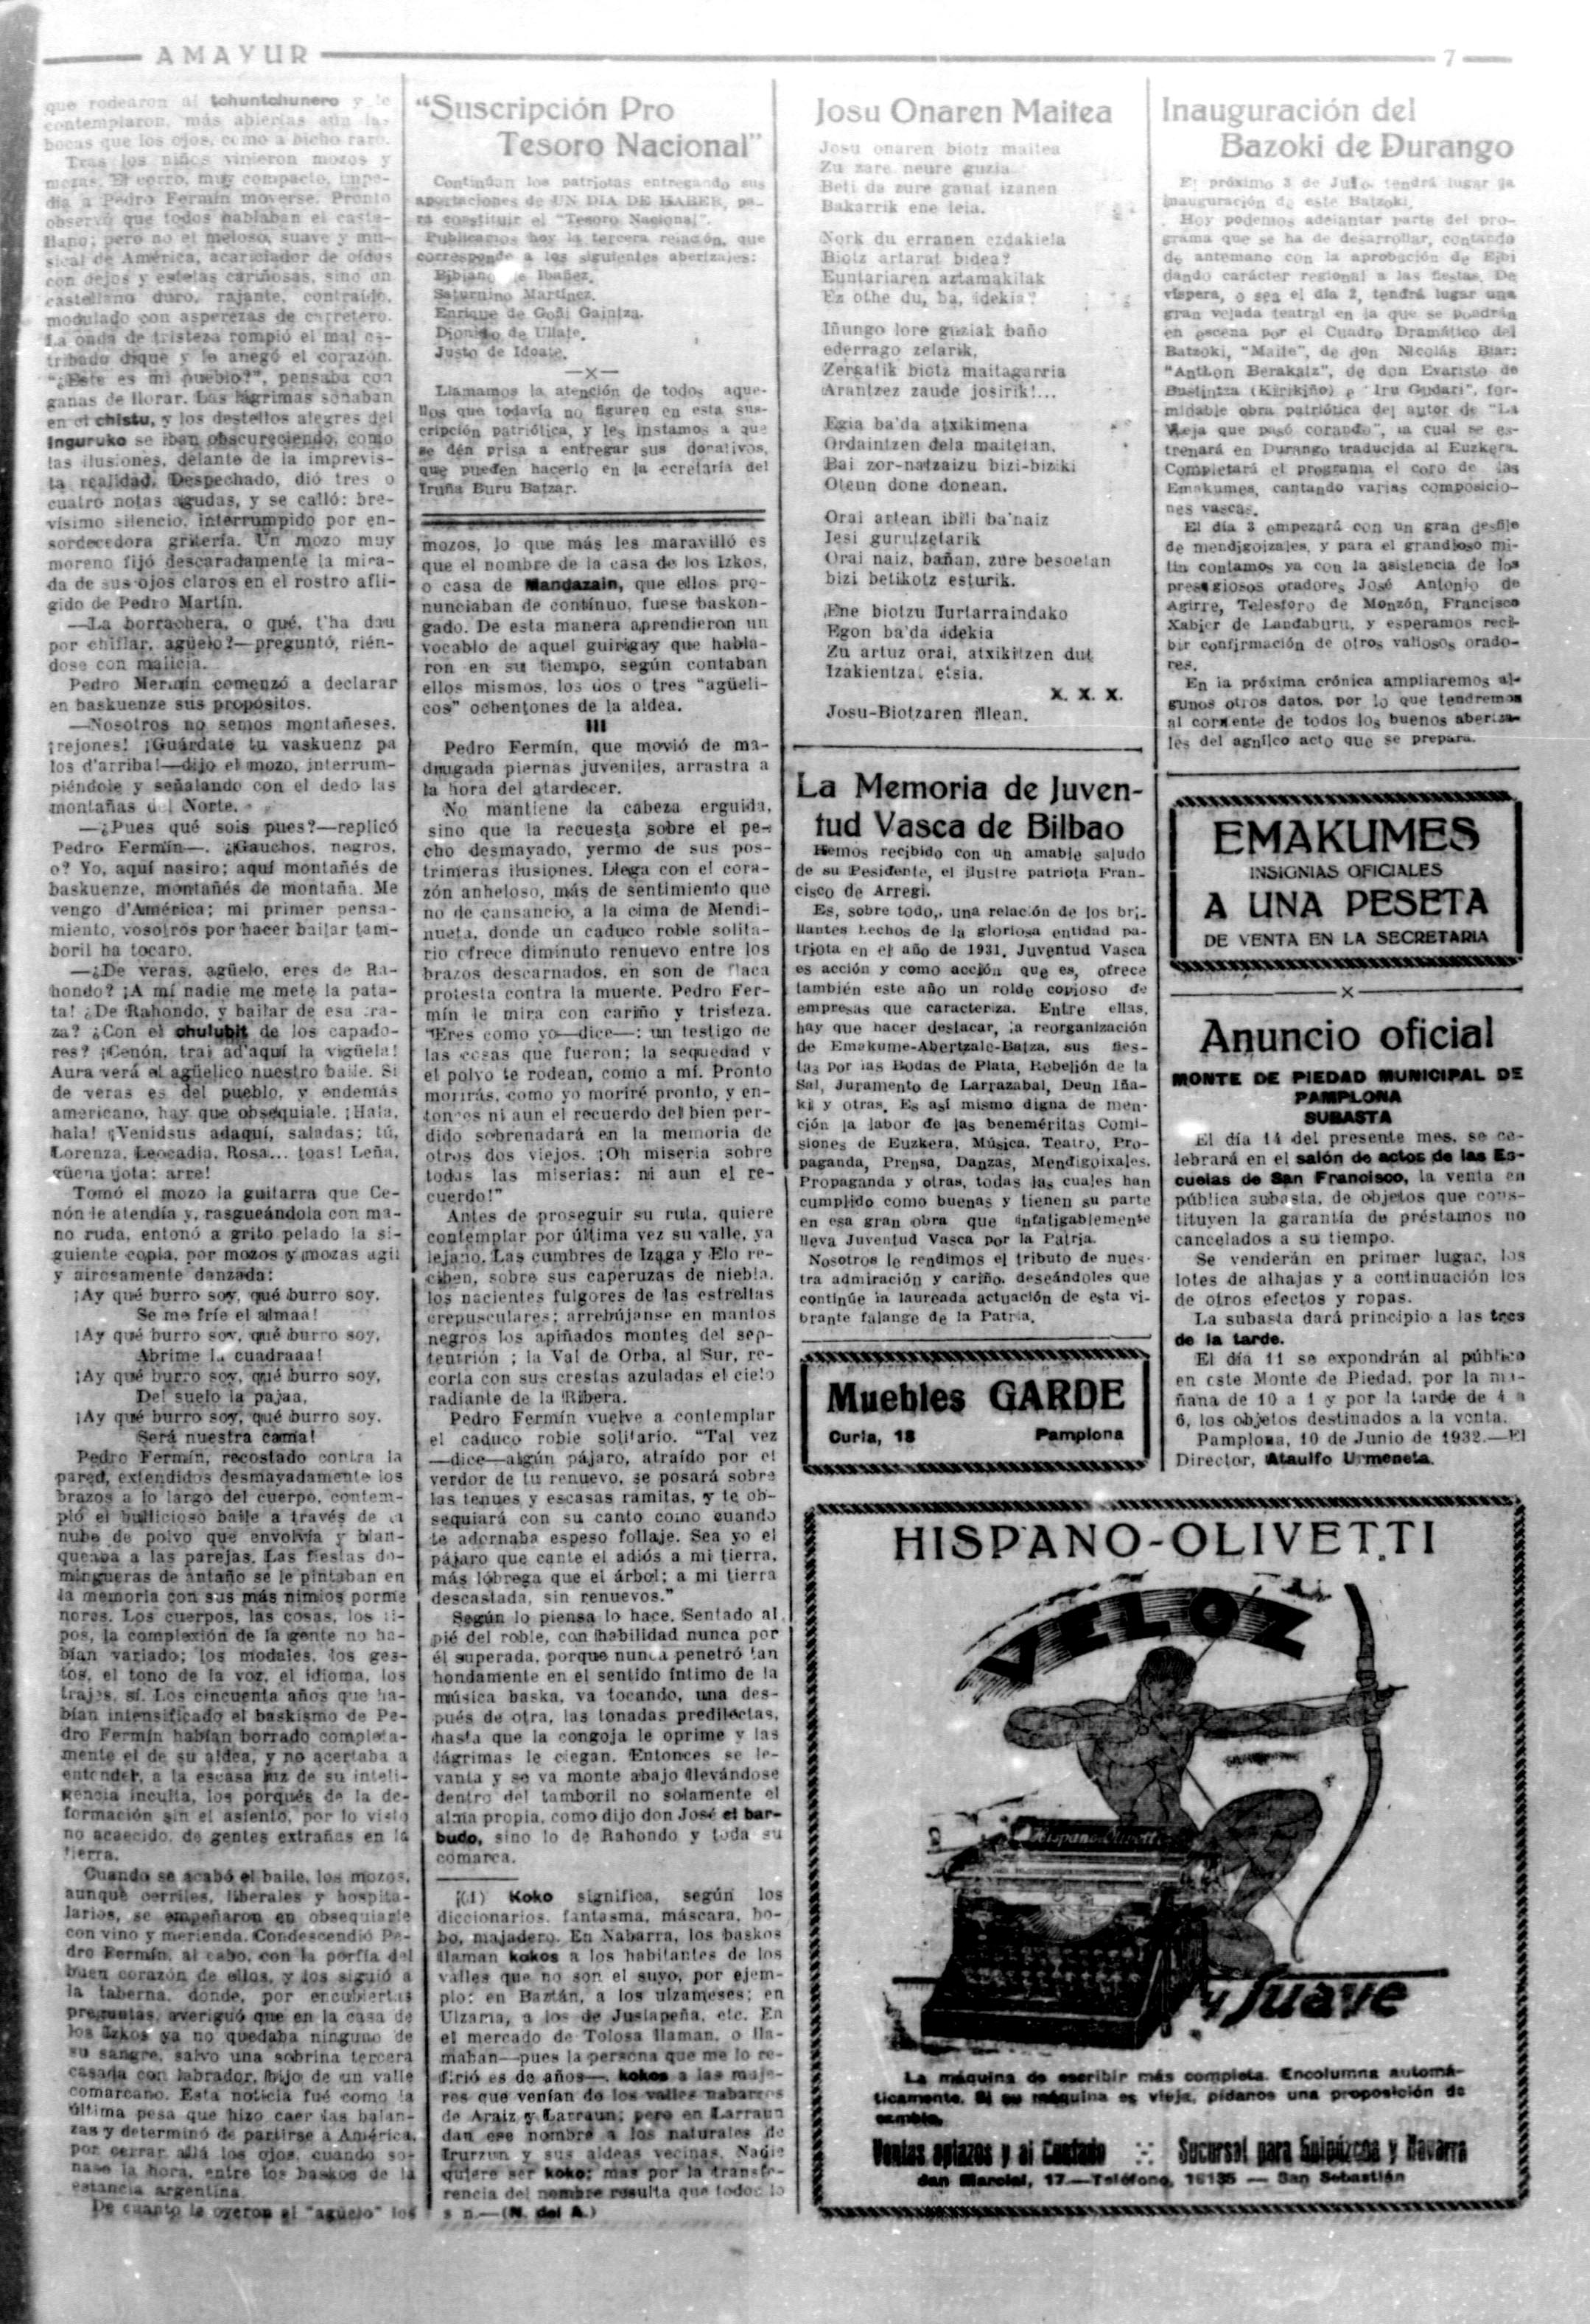 AMAYUR
7
que rodearon al tchuntchunero y le
contemplaron, más abiertas aún las
bocas que los ojos, como a bicho raro.
Tras los niños vinieron mozos y
mozas. El corro, muy compacto, impe-
día a Pedro Fermín moverse. Pronto
observó que todos hablaban el caste-
llano; pero no el meloso, suave y mu-
sical de América, acariciador de oídos
con dejos y estelas cariñosas, sino un
castellano duro, rajante, contraído,
modulado con asperezas de carretero.
La onda de tristeza rompió el mal es-
tribado dique y le anegó el corazón.
"¿Este es mi pueblo?", pensaba con
ganas de llorar. Las lágrimas sonaban
en el chistu, y los destellos alegres del
Inguruko se iban obscureciendo, como
las ilusiones, delante de la imprevis-
ta realidad. Despechado, dió tres o
cuatro notas agudas, y se calló: bre-
vísimo silencio, interrumpido por en-
sordecedora gritería. Un mozo muy
moreno fijó descaradamente la mira-
da de sus ojos claros en el rostro afli-
gido de Pedro Martín.
—La borrachera, o qué, t'ha dau
por chiflar, agüelo?—preguntó, rién-
dose con malicia.
Pedro Mermín comenzó a declarar
en baskuenze sus propósitos.
—Nosotros no semos montañeses.
¡rejones! ¡Guárdate tu vaskuenz pa
los d'arriba!—dijo el mozo, interrum-
piéndole y señalando con el dedo las
montañas del Norte.
—¿Pues qué sois pues?—replicó
Pedro Fermín—. ¿Gauchos, negros,
o? Yo, aquí nasiro; aquí montañés de
baskuenze, montañés de montaña. Me
vengo d'América; mi primer pensa-
miento, vosotros por hacer bailar tam-
boril ha tocaro.
—¿De veras, agüelo, eres de Ra-
hondo? ¡A mí nadie me mete la pata-
ta! ¿De Rahondo, y bailar de esa tra-
za? ¿Con el chulubit de los capado-
res? ¡Cenón, trai ad'aquí la vigüela!
Aura verá el agüelico nuestro baile. Si
de veras es del pueblo, y endemás
americano, hay que obsequiale. ¡Hala,
hala! ¡Venidsus adaquí, saladas; tú,
Lorenza, Leocadia, Rosa... toas! Leña,
güena jota; arre!
Tomó el mozo la guitarra que Ce-
nón le atendía y, rasgueándola con ma-
no ruda, entonó a grito pelado la si-
guiente copla, por mozos y mozas agil
y airosamente danzada:
¡Ay qué burro soy, qué burro soy,
Se me fríe el almaa!
¡Ay qué burro soy, qué burro soy,
Abrime la cuadraaa!
¡Ay qué burro soy, qué burro soy,
Del suelo la pajaa,
¡Ay qué burro soy, qué burro soy.
Será nuestra cama!
Pedro Fermín, recostado contra la
pared, extendidos desmayadamente los
brazos a lo largo del cuerpo, contem-
pló el bullicioso baile a través de la
nube de polvo que envolvía y blan-
queaba a las parejas. Las fiestas do-
mingueras de antaño se le pintaban en
la memoria con sus más nimios porme
nores. Los cuerpos, las cosas, los ti-
pos, la complexión de la gente no ha-
bían variado; los modales, los ges-
tos, el tono de la voz, el idioma, los
trajes, sí. Los cincuenta años que ha-
bían intensificado el baskismo de Pe-
dro Fermín habían borrado completa-
mente el de su aldea, y no acertaba a
entender, a la escasa luz de su inteli-
gencia inculta, los porqués de la de-
formación sin el asiento, por lo visto
no acaecido, de gentes extrañas en la
tierra.
Cuando se acabó el baile, los mozos,
aunque cerriles, liberales y hospita-
larios, se empeñaron en obsequiarle
con vino y merienda. Condescendió Pe-
dro Fermín, al cabo, con la porfía del
buen corazón de ellos, y los siguió a
la taberna, donde, por encubiertas
preguntas, averiguó que en la casa de
los Izkos ya no quedaba ninguno de
su sangre, salvo una sobrina tercera
casada con labrador, hijo de un valle
comarcano. Esta noticia fué como la
última pesa que hizo caer las balan-
zas y determinó de partirse a América,
por cerrar allá los ojos, cuando so-
nase la hora, entre los baskos de la
estancia argentina.
De cuanto le oyeron al "agüelo" los
"Suscripción Pro
Tesoro Nacional"
Continúan los patriotas entregando sus
aportaciones de UN DIA DE HABER, pa-
ra constituir el "Tesoro Nacional".
Publicamos hoy la tercera relación, que
corresponde a los siguientes abertzales:
Bibiano de Ibáñez.
Saturnino Martínez.
Enrique de Goñi Gaintza.
Dionisio de Ullate.
Justo de Idoate.
—×—
Llamamos la atención de todos aque-
llos que todavía no figuren en esta sus-
cripción patriótica, y les instamos a que
se dén prisa a entregar sus donativos,
que pueden hacerlo en la ecretaría del
Iruña Buru Batzar.
mozos, lo que más les maravilló es
que el nombre de la casa de los Izkos,
o casa de Mandazain, que ellos pro-
nunciaban de contínuo, fuese baskon-
gado. De esta manera aprendieron un
vocablo de aquel guirigay que habla-
ron en su tiempo, según contaban
ellos mismos, los dos o tres "agüeli-
cos" ochentones de la aldea.
III
Pedro Fermín, que movió de ma-
drugada piernas juveniles, arrastra a
la hora del atardecer.
No mantiene la cabeza erguida,
sino que la recuesta sobre el pe-
cho desmayado, yermo de sus pos-
trimeras ilusiones. Llega con el cora-
zón anheloso, más de sentimiento que
no de cansancio, a la cima de Mendi-
nueta, donde un caduco roble solita-
rio ofrece diminuto renuevo entre los
brazos descarnados, en son de flaca
protesta contra la muerte. Pedro Fer-
mín le mira con cariño y tristeza.
"Eres como yo—dice—: un testigo de
las cosas que fueron; la sequedad y
el polvo te rodean, como a mí. Pronto
morirás, como yo moriré pronto, y en-
tonces ni aun el recuerdo del bien per-
dido sobrenadará en la memoria de
otros dos viejos. ¡Oh miseria sobre
todas las miserias: ni aun el re-
cuerdo!"
Antes de proseguir su ruta, quiere
contemplar por última vez su valle, ya
lejano. Las cumbres de Izaga y Elo re-
ciben, sobre sus caperuzas de niebla,
los nacientes fulgores de las estrellas
crepusculares; arrebújanse en mantos
negros los apiñados montes del sep-
tentrión ; la Val de Orba, al Sur, re-
corta con sus crestas azuladas el cielo
radiante de la Ribera.
Pedro Fermín vuelve a contemplar
el caduco roble solitario. "Tal vez
—dice—algún pájaro, atraído por el
verdor de tu renuevo, se posará sobre
las tenues y escasas ramitas, y te ob-
sequiará con su canto como cuando
te adornaba espeso follaje. Sea yo el
pájaro que cante el adiós a mi tierra,
más lóbrega que el árbol; a mi tierra
descastada, sin renuevos."
Según lo piensa lo hace. Sentado al
pié del roble, con habilidad nunca por
él superada, porque nunca penetró tan
hondamente en el sentido íntimo de la
música baska, va tocando, una des-
pués de otra, las tonadas predilectas,
hasta que la congoja le oprime y las
lágrimas le ciegan. Entonces se le-
vanta y se va monte abajo llevándose
dentro del tamboril no solamente el
alma propia, como dijo don José el bar-
budo, sino lo de Rahondo y toda su
comarca.
(1) Koko significa, según los
diccionarios, fantasma, máscara, bo-
bo, majadero. En Nabarra, los baskos
llaman kokos a los habitantes de los
valles que no son el suyo, por ejem-
plo: en Baztán, a los ulzameses; en
Ulzama, a los de Juslapeña, etc. En
el mercado de Tolosa llaman, o lla-
maban—pues la persona que me lo re-
firió es de años—, kokos a las muje-
res que venían de los valles nabarros
de Araiz y Larraun; pero en Larraun
dan ese nombre a los naturales de
Irurzun y sus aldeas vecinas. Nadie
quiere ser koko; mas por la transfe-
rencia del nombre resulta que todos lo
s n.—(N. del A.)
Josu Onaren Maitea
Josu onaren biotz maitea
Zu zare neure guzia
Beti da zure ganat izanen
Bakarrik ene leia.
Nork du erranen ezdakiela
Biotz artarat bidea?
Euntariaren aztamakilak
Ez othe du, ba, idekia?
Iñungo lore guziak baño
ederrago zelarik,
Zergatik biotz maitagarria
Arantzez zaude josirik!...
Egia ba'da atxikimena
Ordaintzen dela maitetan,
Bai zor-natzaizu bizi-biziki
Oteun done donean.
Orai artean ibili ba'naiz
Iesi gurutzetarik
Orai naiz, bañan, zure besoetan
bizi betikotz esturik.
Ene biotzu Iurtarraindako
Egon ba'da idekia
Zu artuz orai, atxikitzen dut
Izakientzat etsia.
X. X. X.
Josu-Biotzaren illean.
La Memoria de Juven-
tud Vasca de Bilbao
Hemos recibido con un amable saludo
de su Pesidente, el ilustre patriota Fran-
cisco de Arregi.
Es, sobre todo, una relación de los bri-
llantes hechos de la gloriosa entidad pa-
triota en el año de 1931. Juventud Vasca
es acción y como acción que es, ofrece
también este año un rolde copioso de
empresas que caracteriza. Entre ellas,
hay que hacer destacar, la reorganización
de Emakume-Abertzale-Batza, sus fies-
tas por las Bodas de Plata, Rebelión de la
Sal, Juramento de Larrazabal, Deun Iña-
ki y otras. Es así mismo digna de men-
ción la labor de las beneméritas Comi-
siones de Euzkera, Música, Teatro, Pro-
paganda, Prensa, Danzas, Mendigoixales,
Propaganda y otras, todas las cuales han
cumplido como buenas y tienen su parte
en esa gran obra que infatigablemente
lleva Juventud Vasca por la Patria.
Nosotros le rendimos el tributo de nues-
tra admiración y cariño, deseándoles que
continúe la laureada actuación de esta vi-
brante falange de la Patria.
Muebles GARDE
Curia, 18 Pamplona
Inauguración del
Bazoki de Durango
El próximo 3 de Julio, tendrá lugar la
inauguración de este Batzoki.
Hoy podemos adelantar parte del pro-
grama que se ha de desarrollar, contando
de antemano con la aprobación de Eibi
dando carácter regional a las fiestas. De
víspera, o sea el día 2, tendrá lugar una
gran velada teatral en la que se pondrán
en escena por el Cuadro Dramático del
Batzoki, "Maite", de don Nicolás Biar;
"Antton Berakatz", de don Evaristo de
Bustintza (Kirikiño) e "Iru Gudari", for-
midable obra patriótica del autor de "La
Vieja que pasó corando", la cual se es-
trenará en Durango traducida al Euzkera.
Completará el programa el coro de las
Emakumes, cantando varias composicio-
nes vascas.
El día 3 empezará con un gran desfile
de mendigoizales, y para el grandioso mi-
tin contamos ya con la asistencia de los
prestigiosos oradores José Antonio de
Agirre, Telesforo de Monzón, Francisco
Xabier de Landaburu, y esperamos reci-
bir confirmación de otros valiosos orado-
res.
En la próxima crónica ampliaremos al-
gunos otros datos, por lo que tendremos
al corriente de todos los buenos abertza-
les del agnífco acto que se prepara.
EMAKUMES
INSIGNIAS OFICIALES
A UNA PESETA
DE VENTA EN LA SECRETARIA
—×—
Anuncio oficial
MONTE DE PIEDAD MUNICIPAL DE
PAMPLONA
SUBASTA
El día 14 del presente mes, se ce-
lebrará en el salón de actos de las Es-
cuelas de San Francisco, la venta en
pública subasta, de objetos que cons-
tituyen la garantía de préstamos no
cancelados a su tiempo.
Se venderán en primer lugar, los
lotes de alhajas y a continuación los
de otros efectos y ropas.
La subasta dará principio a las tres
de la tarde.
El día 11 se expondrán al público
en este Monte de Piedad, por la ma-
ñana de 10 a 1 y por la tarde de 4 a
6, los objetos destinados a la venta.
Pamplona, 10 de Junio de 1932.—El
Director, Ataulfo Urmeneta.
HISPANO-OLIVETTI
VELOZ
Hispano Olivetti
y Suave
La máquina de escribir más completa. Encolumna automá-
ticamente. Si su máquina es vieja, pídanos una proposición de
cambio.
Ventas aplazos y al Contado Sucursal para Guipúzcoa y Navarra
San Marcial, 17.—Teléfono, 16135 — San Sebastián